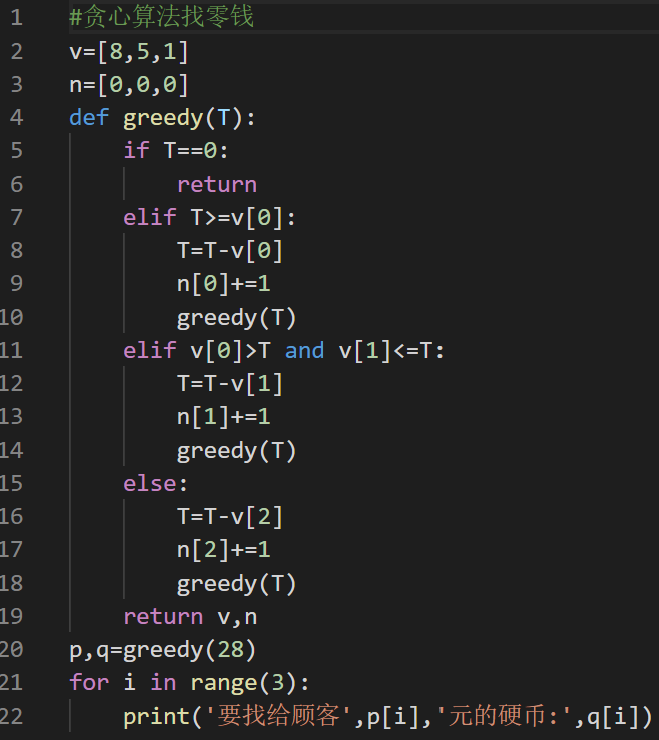 1 #贪心算法找零钱
2 v=[8,5,1]
3 n=[0,0,0]
4 def greedy(T):
5     if T==0:
6         return
7     elif T>=v[0]:
8         T=T-v[0]
9         n[0]+=1
10         greedy(T)
11     elif v[0]>T and v[1]<=T:
12         T=T-v[1]
13         n[1]+=1
14         greedy(T)
15     else:
16         T=T-v[2]
17         n[2]+=1
18         greedy(T)
19     return v,n
20 p,q=greedy(28)
21 for i in range(3):
22     print('要找给顾客',p[i],'元的硬币:',q[i])